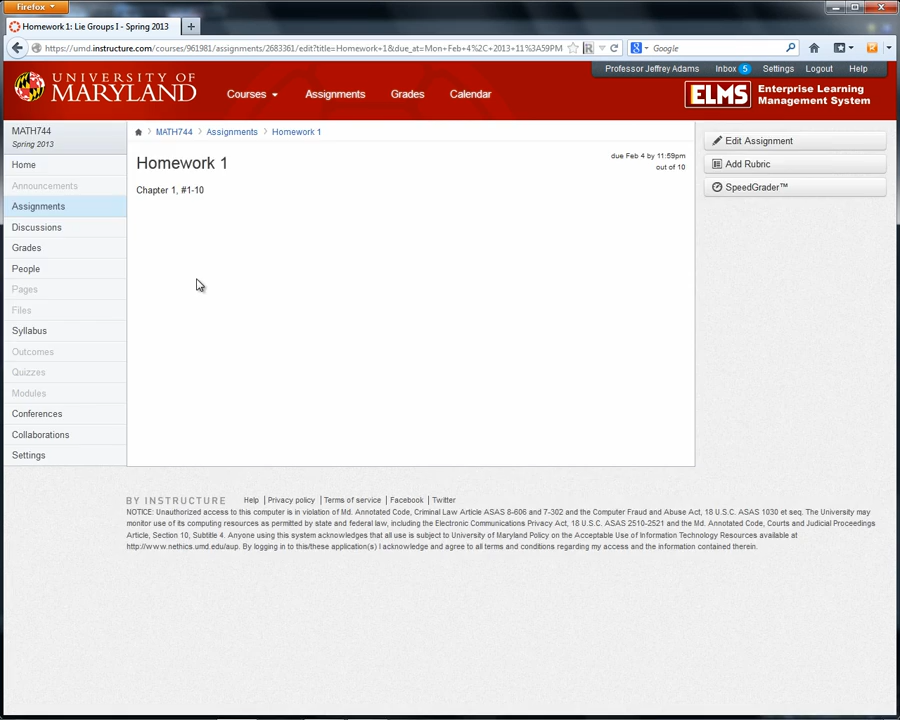 Firefox
Homework 1: Lie Groups I - Spring 2013
https://umd.instructure.com/courses/961981/assignments/2683361/edit?title=Homework+1&due_at=Mon+Feb+4%2C+2013+11%3A59PM
Google
Professor Jeffrey Adams Inbox 5 Settings Logout Help
UNIVERSITY OF
MARYLAND
Courses Assignments Grades Calendar
ELMS Enterprise Learning
Management System
MATH744
Spring 2013
Home
Announcements
Assignments
Discussions
Grades
People
Pages
Files
Syllabus
Outcomes
Quizzes
Modules
Conferences
Collaborations
Settings
MATH744 Assignments Homework 1
Homework 1
due Feb 4 by 11:59pm
out of 10
Chapter 1, #1-10
Edit Assignment
Add Rubric
SpeedGrader™
BY INSTRUCTURE Help | Privacy policy | Terms of service | Facebook | Twitter
NOTICE: Unauthorized access to this computer is in violation of Md. Annotated Code, Criminal Law Article ASAS 8-606 and 7-302 and the Computer Fraud and Abuse Act, 18 U.S.C. ASAS 1030 et seq. The University may
monitor use of its computing resources as permitted by state and federal law, including the Electronic Communications Privacy Act, 18 U.S.C. ASAS 2510-2521 and the Md. Annotated Code, Courts and Judicial Proceedings
Article, Section 10, Subtitle 4. Anyone using this system acknowledges that all use is subject to University of Maryland Policy on the Acceptable Use of Information Technology Resources available at
http://www.nethics.umd.edu/aup. By logging in to this/these application(s) I acknowledge and agree to all terms and conditions regarding my access and the information contained therein.